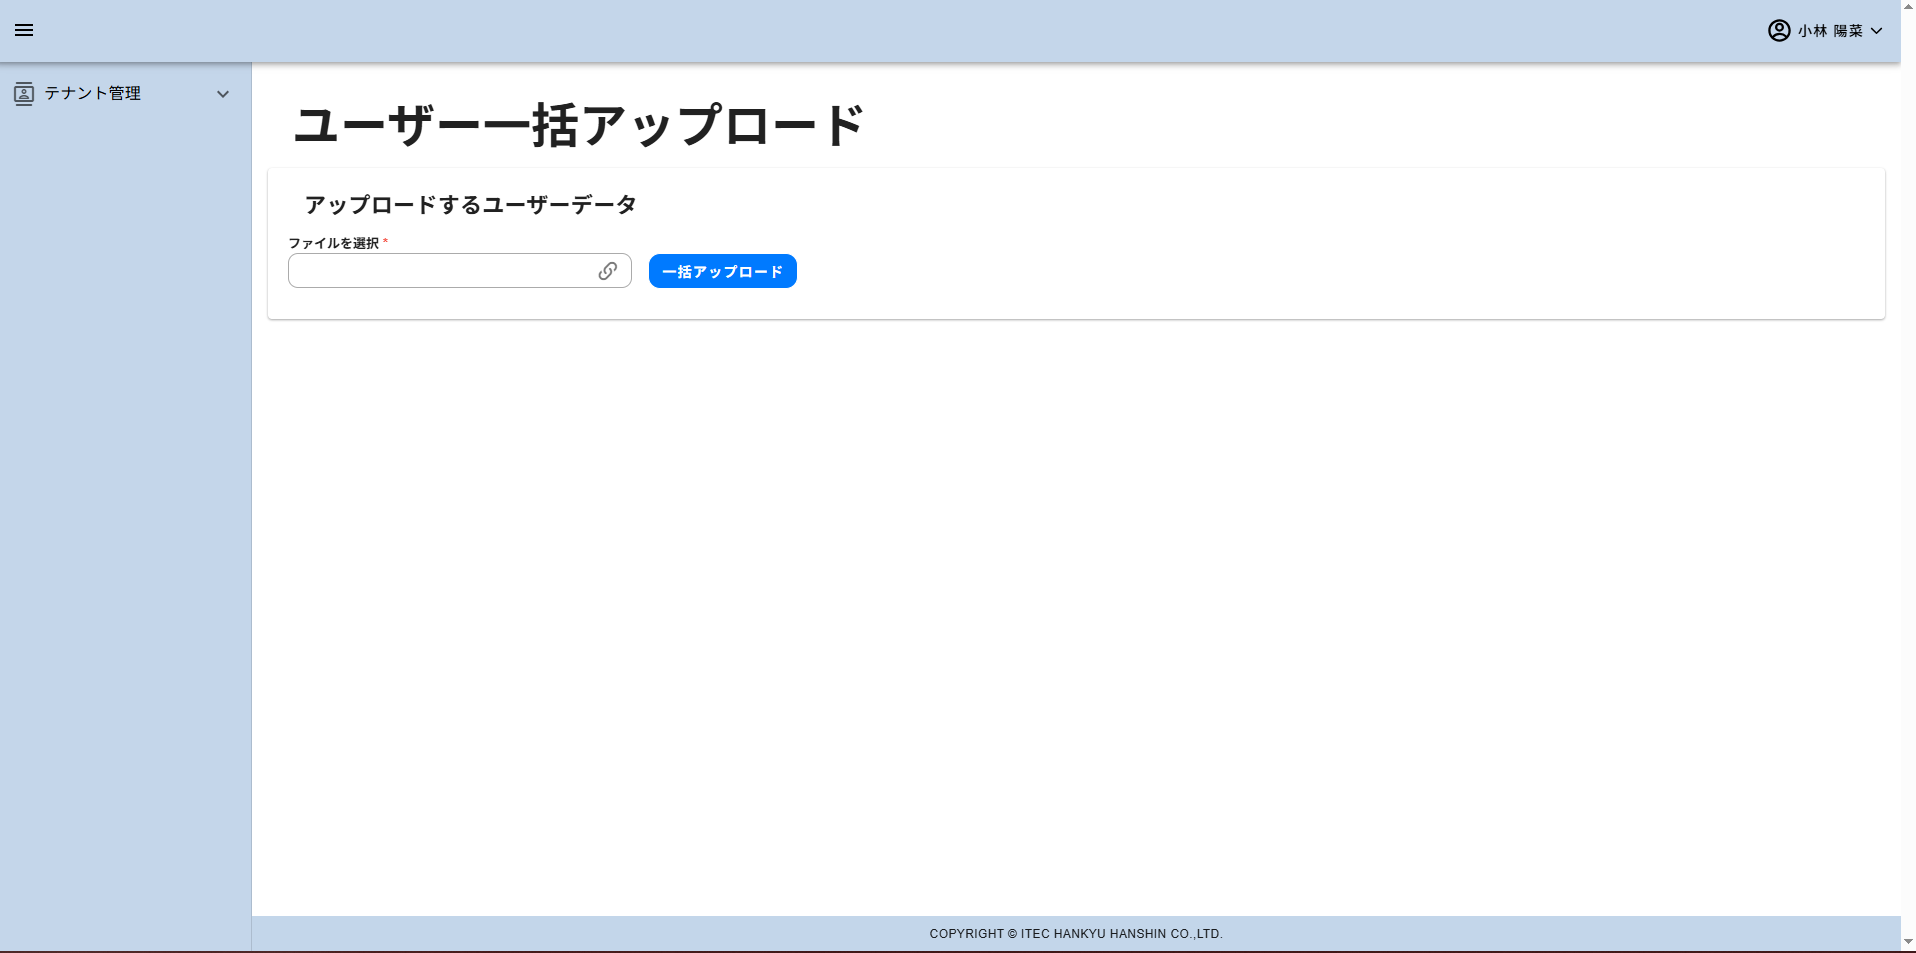 小林 陽菜
テナント管理
ユーザー一括アップロード
アップロードするユーザーデータ
ファイルを選択 *
一括アップロード
COPYRIGHT © ITEC HANKYU HANSHIN CO.,LTD.